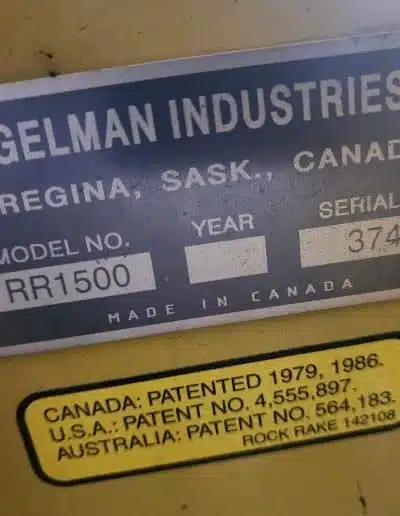 GELMAN INDUSTRIES
REGINA, SASK., CANAD
MODEL NO. YEAR SERIAL
RR1500 374
MADE IN CANADA
CANADA: PATENTED 1979, 1986.
U.S.A.: PATENT NO. 4,555,897.
AUSTRALIA: PATENT NO. 564,183.
ROCK RAKE 142108